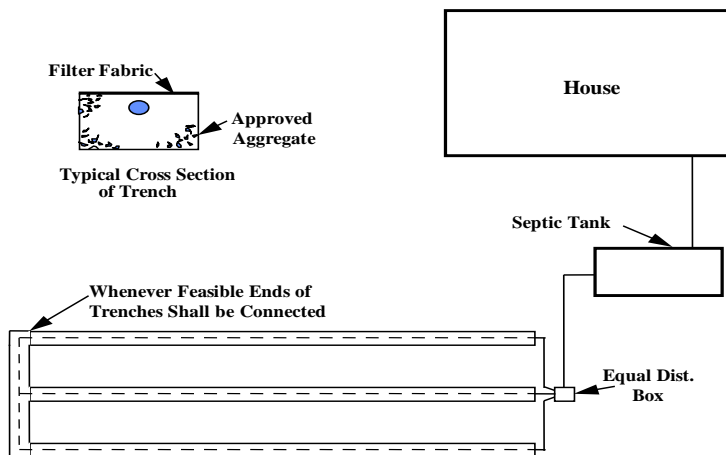 House
Filter Fabric
Approved
Aggregate
Typical Cross Section
of Trench
Septic Tank
Whenever Feasible Ends of
Trenches Shall be Connected
Equal Dist.
Box